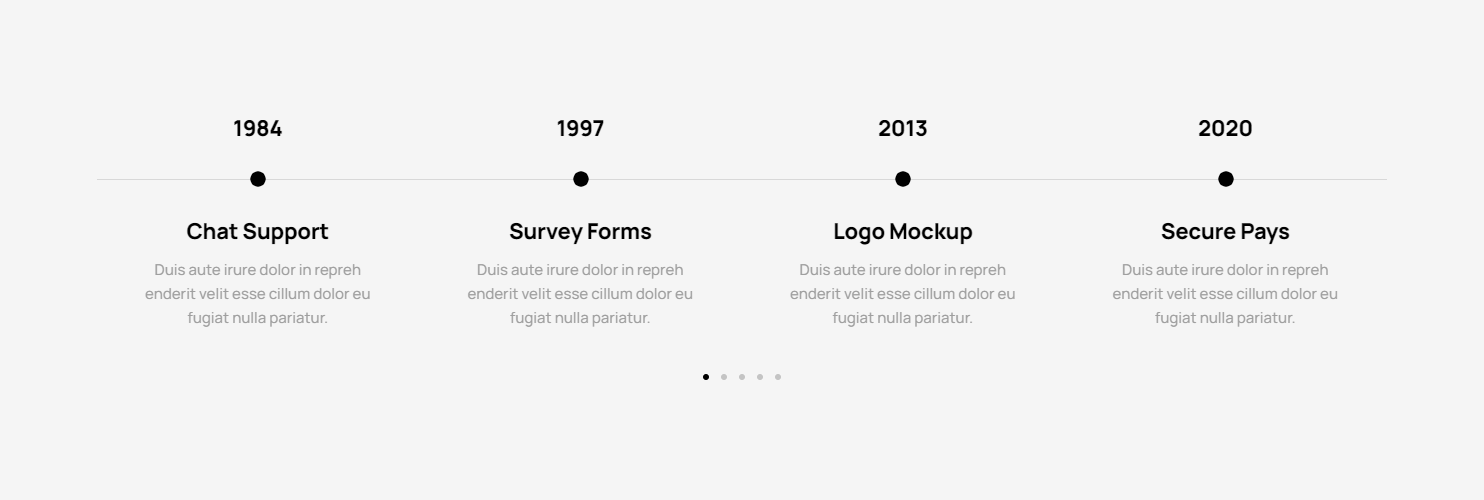 1984
1997
2013
2020
Chat Support
Survey Forms
Logo Mockup
Secure Pays
Duis aute irure dolor in repreh
enderit velit esse cillum dolor eu
fugiat nulla pariatur.
Duis aute irure dolor in repreh
enderit velit esse cillum dolor eu
fugiat nulla pariatur.
Duis aute irure dolor in repreh
enderit velit esse cillum dolor eu
fugiat nulla pariatur.
Duis aute irure dolor in repreh
enderit velit esse cillum dolor eu
fugiat nulla pariatur.